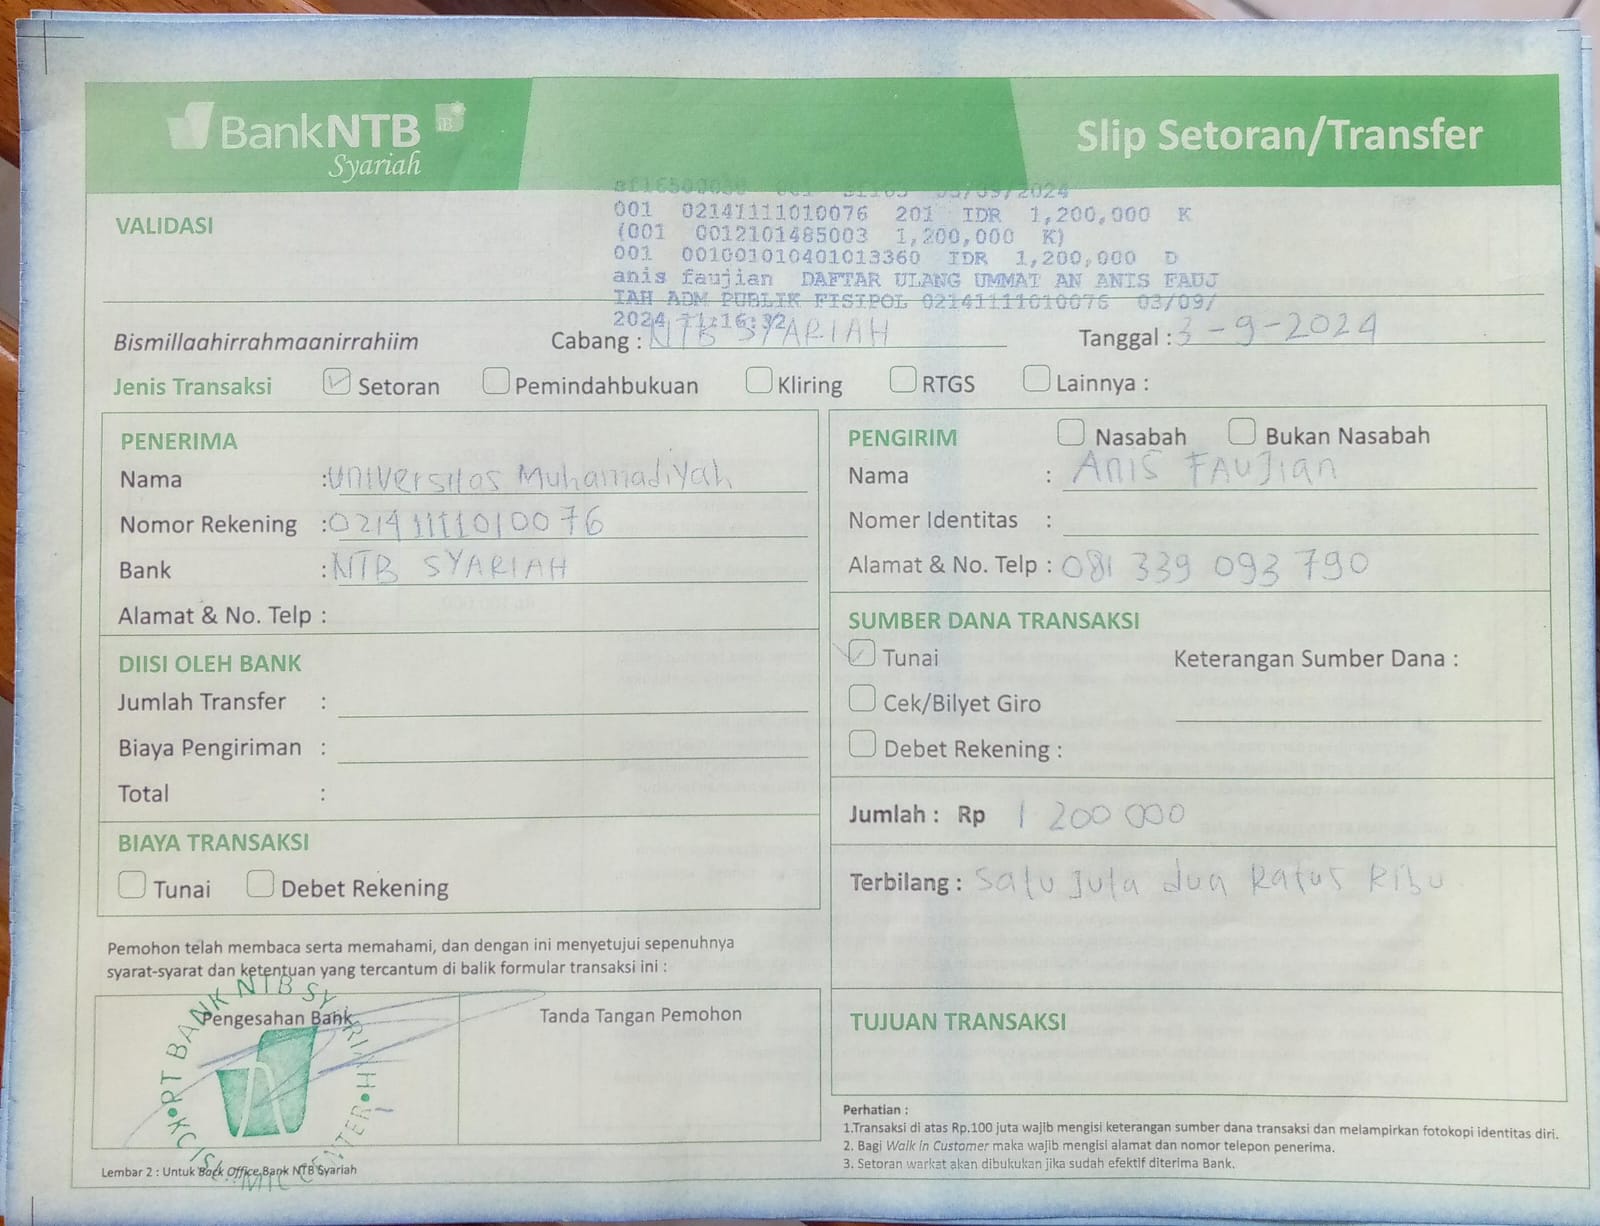 BankNTB
Syariah
Slip Setoran/Transfer
VALIDASI
03/09/2024
001 02141111010076 201 IDR 1,200,000 K
(001 0012101485003 1,200,000 K)
001 001001010401013360 IDR 1,200,000 D
anis faujian DAFTAR ULANG UMMAT AN ANIS FAUJ
IAH ADM PUBLIK FISIPOL 02141111010076 03/09/
2024 11:16:32
Bismillaahirrahmaanirrahiim
Cabang : NTB SYARIAH
Tanggal : 3-9-2024
Jenis Transaksi Setoran Pemindahbukuan Kliring RTGS Lainnya :
PENERIMA
Nama : Universitas Muhamadiyah
Nomor Rekening : 02141111010076
Bank : NTB SYARIAH
Alamat & No. Telp :
DIISI OLEH BANK
Jumlah Transfer :
Biaya Pengiriman :
Total :
BIAYA TRANSAKSI
Tunai Debet Rekening
PENGIRIM Nasabah Bukan Nasabah
Nama : Anis Faujian
Nomer Identitas :
Alamat & No. Telp : 081 339 093 790
SUMBER DANA TRANSAKSI
Tunai Keterangan Sumber Dana :
Cek/Bilyet Giro
Debet Rekening :
Jumlah : Rp 1 200 000
Terbilang : Satu juta dua Ratus Ribu
TUJUAN TRANSAKSI
Pemohon telah membaca serta memahami, dan dengan ini menyetujui sepenuhnya
syarat-syarat dan ketentuan yang tercantum di balik formular transaksi ini :
Pengesahan Bank
Tanda Tangan Pemohon
PT BANK NTB SYARIAH
Lembar 2 : Untuk Back Office Bank NTB Syariah
Perhatian :
1.Transaksi di atas Rp.100 juta wajib mengisi keterangan sumber dana transaksi dan melampirkan fotokopi identitas diri.
2. Bagi Walk in Customer maka wajib mengisi alamat dan nomor telepon penerima.
3. Setoran warkat akan dibukukan jika sudah efektif diterima Bank.